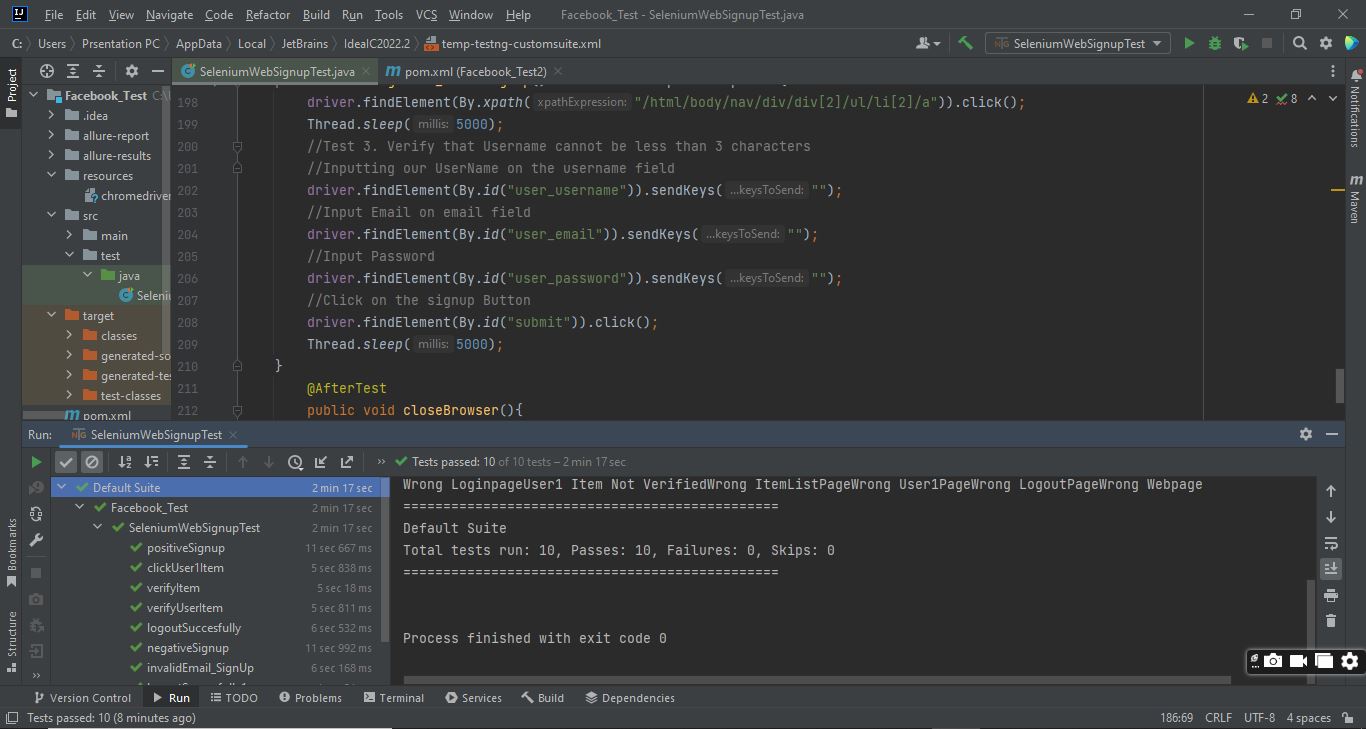 File Edit View Navigate Code Refactor Build Run Tools VCS Window Help Facebook_Test - SeleniumWebSignupTest.java
C: Users Prsentation PC AppData Local JetBrains IdeaIC2022.2 temp-testng-customsuite.xml SeleniumWebSignupTest
Project
SeleniumWebSignupTest.java pom.xml (Facebook_Test2)
Facebook_Test
.idea
allure-report
allure-results
resources
chromedriver
src
main
test
java
Seleniu
target
classes
generated-so
generated-tes
test-classes
pom.xml
2 8
198 driver.findElement(By.xpath( xpathExpression: "/html/body/nav/div/div[2]/ul/li[2]/a")).click();
199 Thread.sleep( millis: 5000);
200 //Test 3. Verify that Username cannot be less than 3 characters
201 //Inputting our UserName on the username field
202 driver.findElement(By.id("user_username")).sendKeys( ...keysToSend: "");
203 //Input Email on email field
204 driver.findElement(By.id("user_email")).sendKeys( ...keysToSend: "");
205 //Input Password
206 driver.findElement(By.id("user_password")).sendKeys( ...keysToSend: "");
207 //Click on the signup Button
208 driver.findElement(By.id("submit")).click();
209 Thread.sleep( millis: 5000);
210 }
211 @AfterTest
212 public void closeBrowser(){
Notifications
Maven
Run: SeleniumWebSignupTest
Tests passed: 10 of 10 tests – 2 min 17 sec
Default Suite 2 min 17 sec
Facebook_Test 2 min 17 sec
SeleniumWebSignupTest 2 min 17 sec
positiveSignup 11 sec 667 ms
clickUser1Item 5 sec 838 ms
verifyItem 5 sec 18 ms
verifyUserItem 5 sec 811 ms
logoutSuccesfully 6 sec 532 ms
negativeSignup 11 sec 992 ms
invalidEmail_SignUp 6 sec 168 ms
Wrong LoginpageUser1 Item Not VerifiedWrong ItemListPageWrong User1PageWrong LogoutPageWrong Webpage
===============================================
Default Suite
Total tests run: 10, Passes: 10, Failures: 0, Skips: 0
===============================================
Process finished with exit code 0
Bookmarks
Structure
Version Control Run TODO Problems Terminal Services Build Dependencies
Tests passed: 10 (8 minutes ago) 186:69 CRLF UTF-8 4 spaces